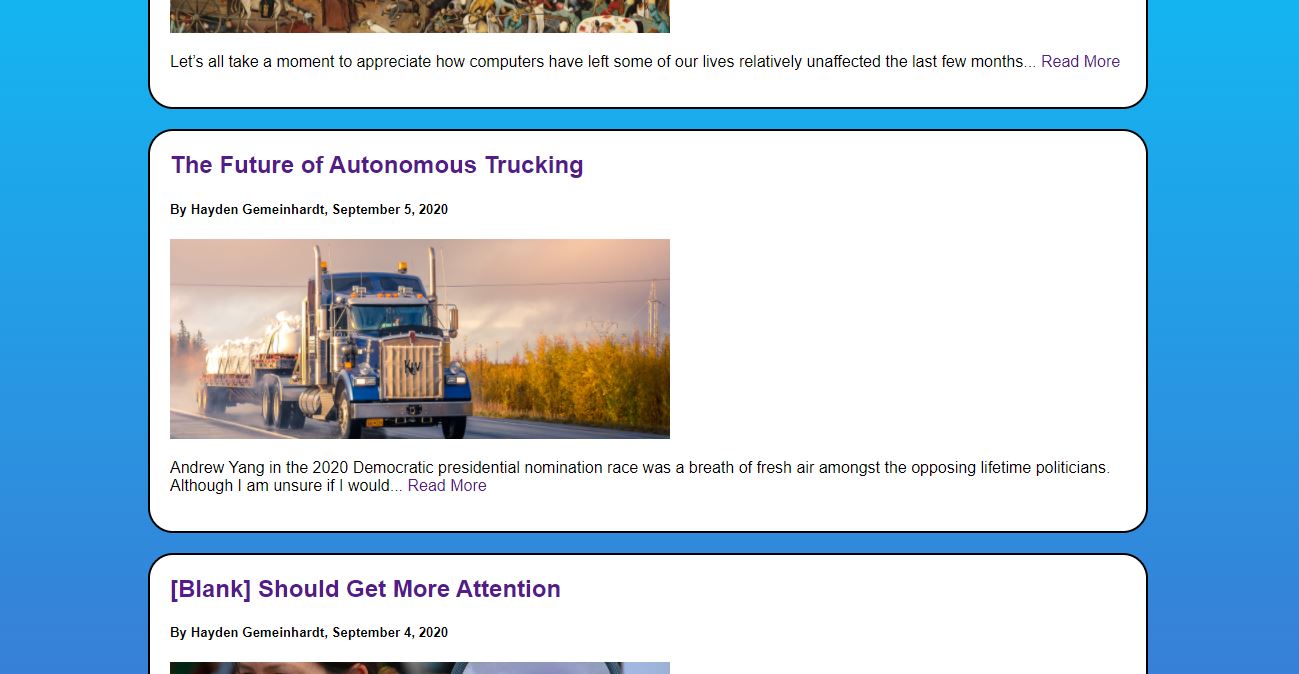 Let’s all take a moment to appreciate how computers have left some of our lives relatively unaffected the last few months... Read More
The Future of Autonomous Trucking
By Hayden Gemeinhardt, September 5, 2020
Andrew Yang in the 2020 Democratic presidential nomination race was a breath of fresh air amongst the opposing lifetime politicians.
Although I am unsure if I would... Read More
[Blank] Should Get More Attention
By Hayden Gemeinhardt, September 4, 2020